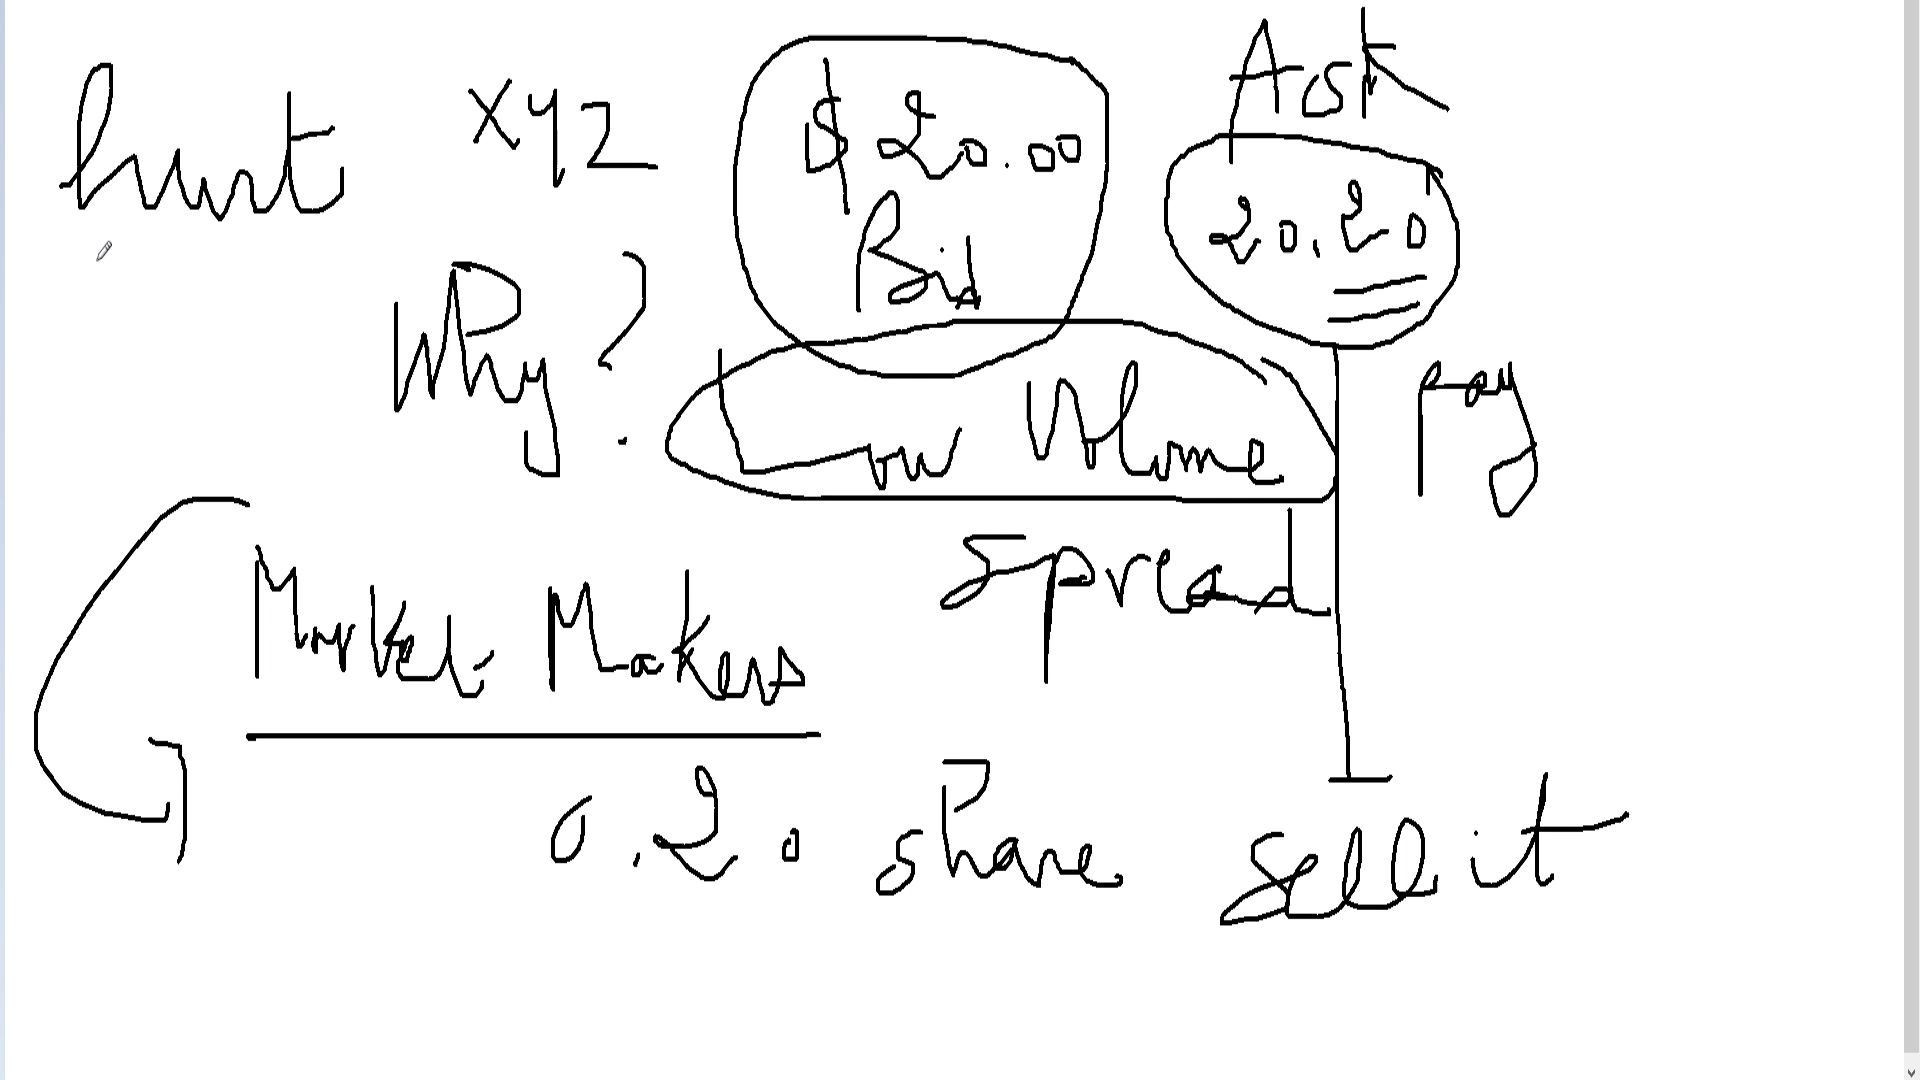 hurt xyz $20.00 Ask
Bid 20.20
Why?
Low Volume pay
Spread
Market Makers
0.20 share sell it